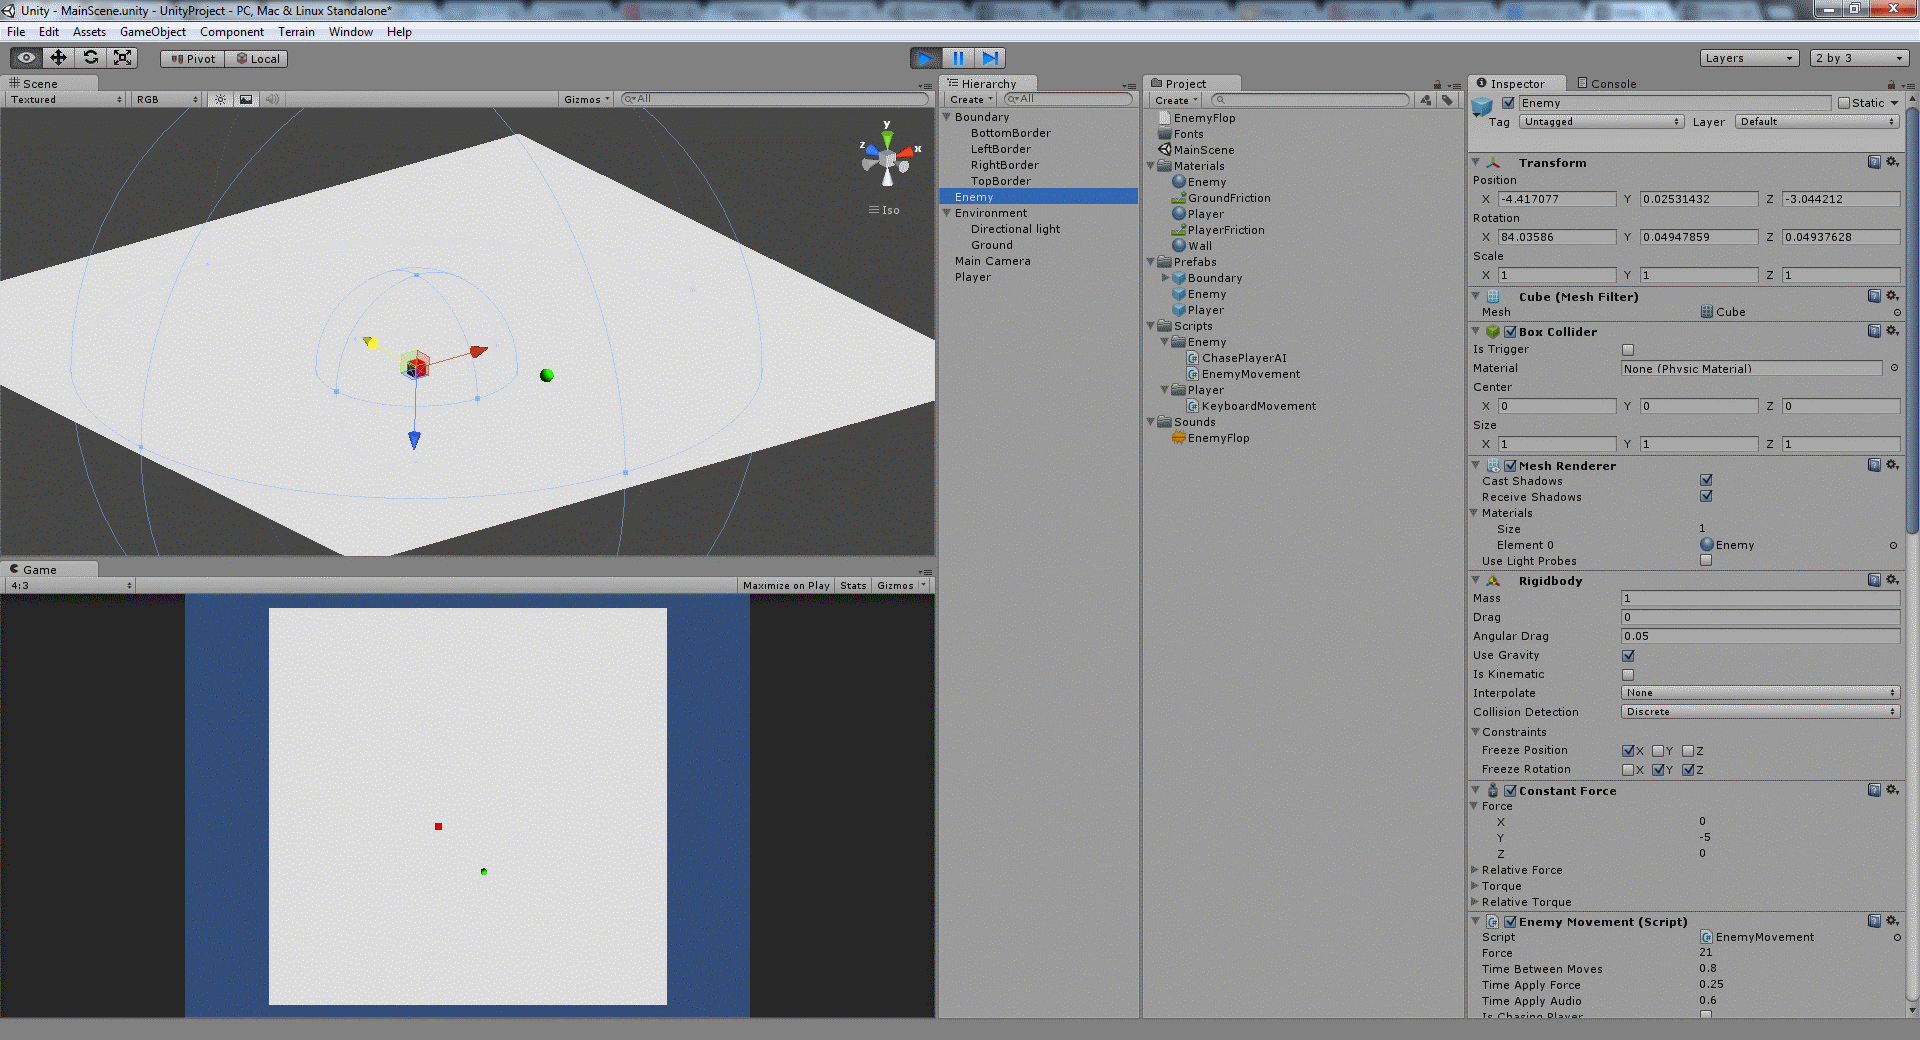 Unity - MainScene.unity - UnityProject - PC, Mac & Linux Standalone*
File Edit Assets GameObject Component Terrain Window Help
Pivot Local
Layers 2 by 3
Scene
Textured RGB Gizmos All
y
z x
Iso
Game
4:3 Maximize on Play Stats Gizmos
Hierarchy
Create All
Boundary
BottomBorder
LeftBorder
RightBorder
TopBorder
Enemy
Environment
Directional light
Ground
Main Camera
Player
Project
Create
EnemyFlop
Fonts
MainScene
Materials
Enemy
GroundFriction
Player
PlayerFriction
Wall
Prefabs
Boundary
Enemy
Player
Scripts
Enemy
ChasePlayerAI
EnemyMovement
Player
KeyboardMovement
Sounds
EnemyFlop
Inspector Console
Enemy Static
Tag Untagged Layer Default
Transform
Position
X -4.417077 Y 0.02531432 Z -3.044212
Rotation
X 84.03586 Y 0.04947859 Z 0.04937628
Scale
X 1 Y 1 Z 1
Cube (Mesh Filter)
Mesh Cube
Box Collider
Is Trigger
Material None (Physic Material)
Center
X 0 Y 0 Z 0
Size
X 1 Y 1 Z 1
Mesh Renderer
Cast Shadows
Receive Shadows
Materials
Size 1
Element 0 Enemy
Use Light Probes
Rigidbody
Mass 1
Drag 0
Angular Drag 0.05
Use Gravity
Is Kinematic
Interpolate None
Collision Detection Discrete
Constraints
Freeze Position X Y Z
Freeze Rotation X Y Z
Constant Force
Force
X 0
Y -5
Z 0
Relative Force
Torque
Relative Torque
Enemy Movement (Script)
Script EnemyMovement
Force 21
Time Between Moves 0.8
Time Apply Force 0.25
Time Apply Audio 0.6
Is Chasing Player